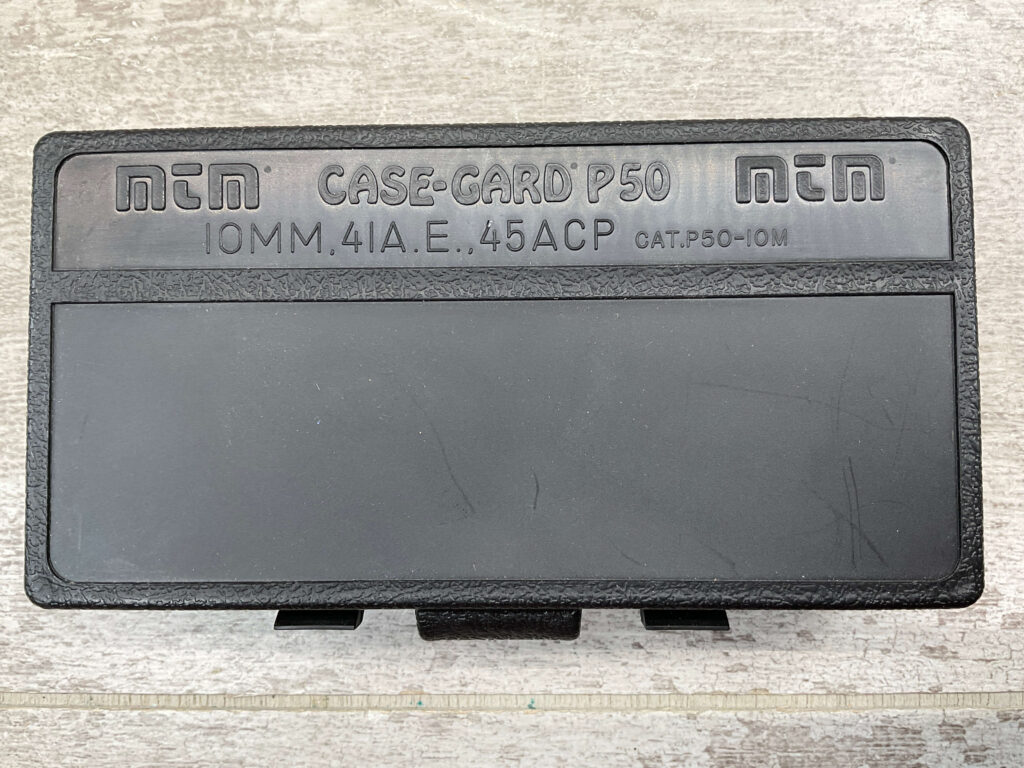 mTm CASE-GARD® P50 mTm
10MM,41A.E.,45ACP CAT.P50-10M